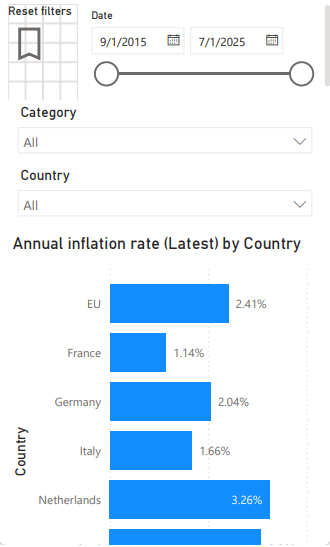 Reset filters
Date
9/1/2015
7/1/2025
Category
All
Country
All
Annual inflation rate (Latest) by Country
EU
2.41%
France
1.14%
Germany
2.04%
Italy
1.66%
Netherlands
3.26%
Country